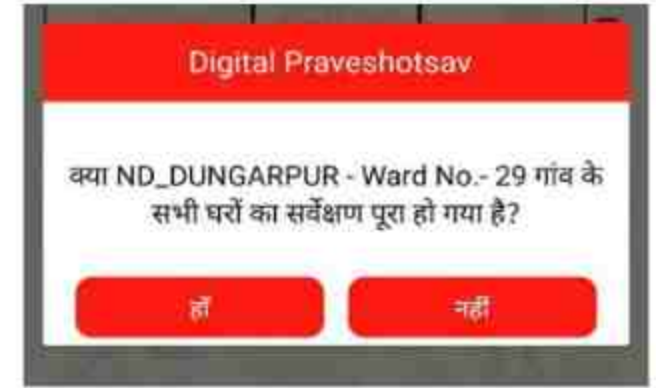 Digital Praveshotsav
क्या ND_DUNGARPUR - Ward No.- 29 गांव के
सभी घरों का सर्वेक्षण पूरा हो गया है?
हाँ
नहीं